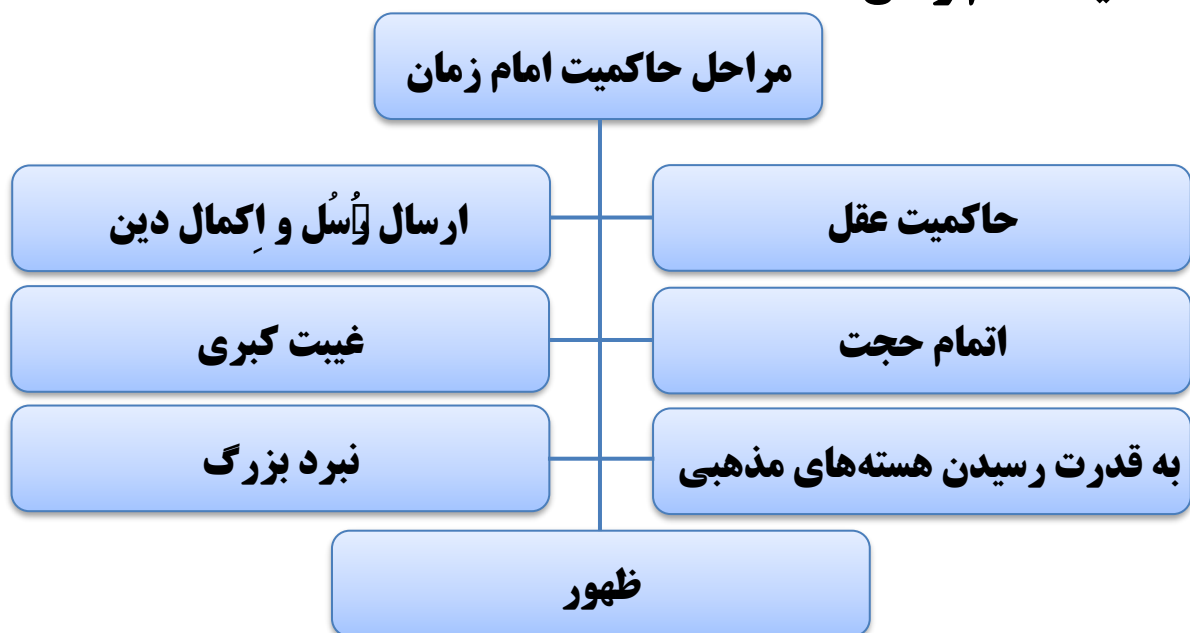 مراحل حاکمیت امام زمان
حاکمیت عقل
ارسال رُسُل و اِکمال دین
اتمام حجت
غیبت کبری
به قدرت رسیدن هسته‌های مذهبی
نبرد بزرگ
ظهور